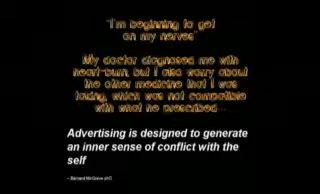 "I'm beginning to get
on my nerves"
My doctor diagnosed me with
heart-burn, but I also worry about
the other medicine that I was
taking, which was not compatible
with what he prescribed...
Advertising is designed to generate
an inner sense of conflict with the
self